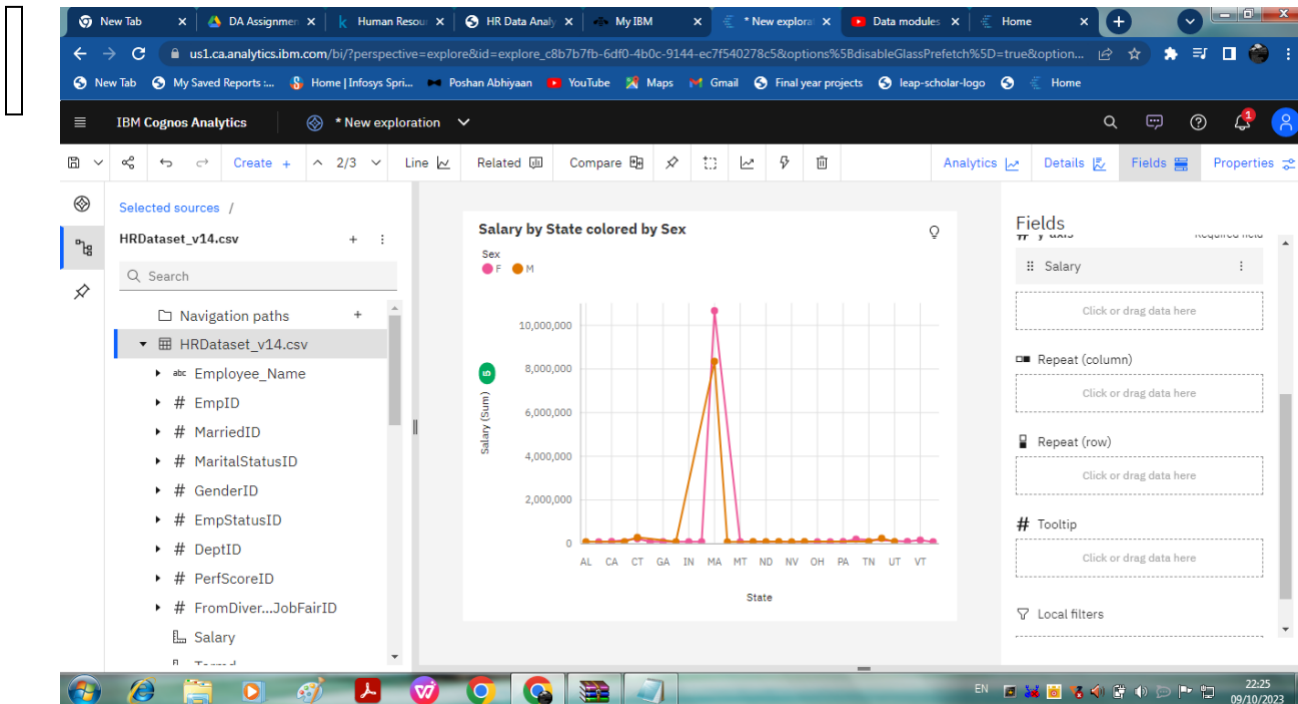 New Tab
DA Assignmen
Human Resou
HR Data Analy
My IBM
* New explorat
Data modules
Home
us1.ca.analytics.ibm.com/bi/?perspective=explore&id=explore_c8b7b7fb-6df0-4b0c-9144-ec7f540278c5&options%5BdisableGlassPrefetch%5D=true&option...
New Tab
My Saved Reports :...
Home | Infosys Spri...
Poshan Abhiyaan
YouTube
Maps
Gmail
Final year projects
leap-scholar-logo
Home
IBM Cognos Analytics
* New exploration
1
Create +
2/3
Line
Related
Compare
Analytics
Details
Fields
Properties
Selected sources /
HRDataset_v14.csv
Search
Navigation paths
HRDataset_v14.csv
abc Employee_Name
# EmpID
# MarriedID
# MaritalStatusID
# GenderID
# EmpStatusID
# DeptID
# PerfScoreID
# FromDiver...JobFairID
Salary
Salary by State colored by Sex
Sex
F
M
10,000,000
8,000,000
6,000,000
4,000,000
2,000,000
0
Salary (Sum)
AL CA CT GA IN MA MT ND NV OH PA TN UT VT
State
Fields
# y-axis
Required field
Salary
Click or drag data here
Repeat (column)
Click or drag data here
Repeat (row)
Click or drag data here
# Tooltip
Click or drag data here
Local filters
EN
22:25
09/10/2023